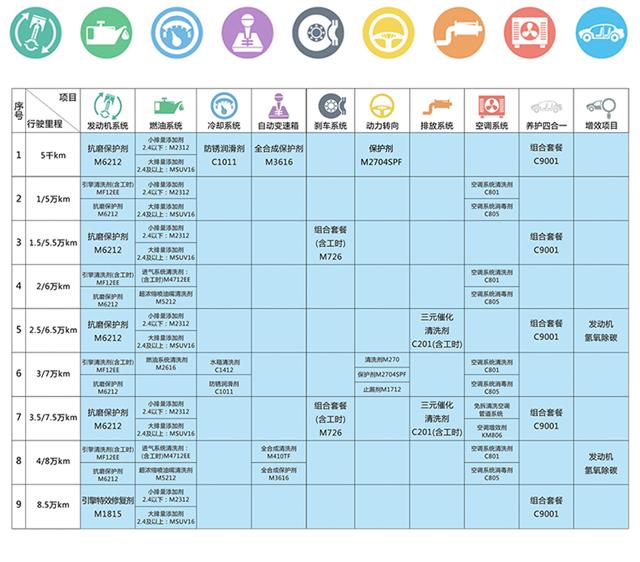 序号
项目
行驶里程
发动机系统
燃油系统
冷却系统
自动变速箱
刹车系统
动力转向
排放系统
空调系统
养护四合一
增效项目
1
5千km
抗磨保护剂
M6212
小排量添加剂
2.4以下：M2312
大排量添加剂
2.4及以上：MSUV16
防锈润滑剂
C1011
全合成保护剂
M3616
保护剂
M2704SPF
组合套餐
C9001
2
1/5万km
引擎清洗剂(含工时)
MF12EE
抗磨保护剂
M6212
小排量添加剂
2.4以下：M2312
大排量添加剂
2.4及以上：MSUV16
空调系统清洗剂
C801
空调系统消毒剂
C805
3
1.5/5.5万km
抗磨保护剂
M6212
小排量添加剂
2.4以下：M2312
大排量添加剂
2.4及以上：MSUV16
组合套餐
(含工时)
M726
组合套餐
C9001
4
2/6万km
引擎清洗剂(含工时)
MF12EE
抗磨保护剂
M6212
进气系统清洗剂：
(含工时)M4712EE
超浓缩喷油嘴清洗剂
M5212
空调系统清洗剂
C801
空调系统消毒剂
C805
5
2.5/6.5万km
抗磨保护剂
M6212
小排量添加剂
2.4以下：M2312
大排量添加剂
2.4及以上：MSUV16
三元催化
清洗剂
C201(含工时)
组合套餐
C9001
发动机
氢氧除碳
6
3/7万km
引擎清洗剂(含工时)
MF12EE
抗磨保护剂
M6212
燃油系统清洗剂
M2616
水箱清洗剂
C1412
防锈润滑剂
C1011
清洗剂M270
保护剂M2704SPF
止漏剂M1712
空调系统清洗剂
C801
空调系统消毒剂
C805
7
3.5/7.5万km
抗磨保护剂
M6212
小排量添加剂
2.4以下：M2312
大排量添加剂
2.4及以上：MSUV16
组合套餐
(含工时)
M726
三元催化
清洗剂
C201(含工时)
免拆清洗空调
管道系统
空调增效剂
KM806
组合套餐
C9001
8
4/8万km
引擎清洗剂(含工时)
MF12EE
抗磨保护剂
M6212
进气系统清洗剂：
(含工时)M4712EE
超浓缩喷油嘴清洗剂
M5212
全合成清洗剂
M410TF
全合成保护剂
M3616
空调系统清洗剂
C801
空调系统消毒剂
C805
发动机
氢氧除碳
9
8.5万km
引擎特效修复剂
M1815
小排量添加剂
2.4以下：M2312
大排量添加剂
2.4及以上：MSUV16
组合套餐
C9001